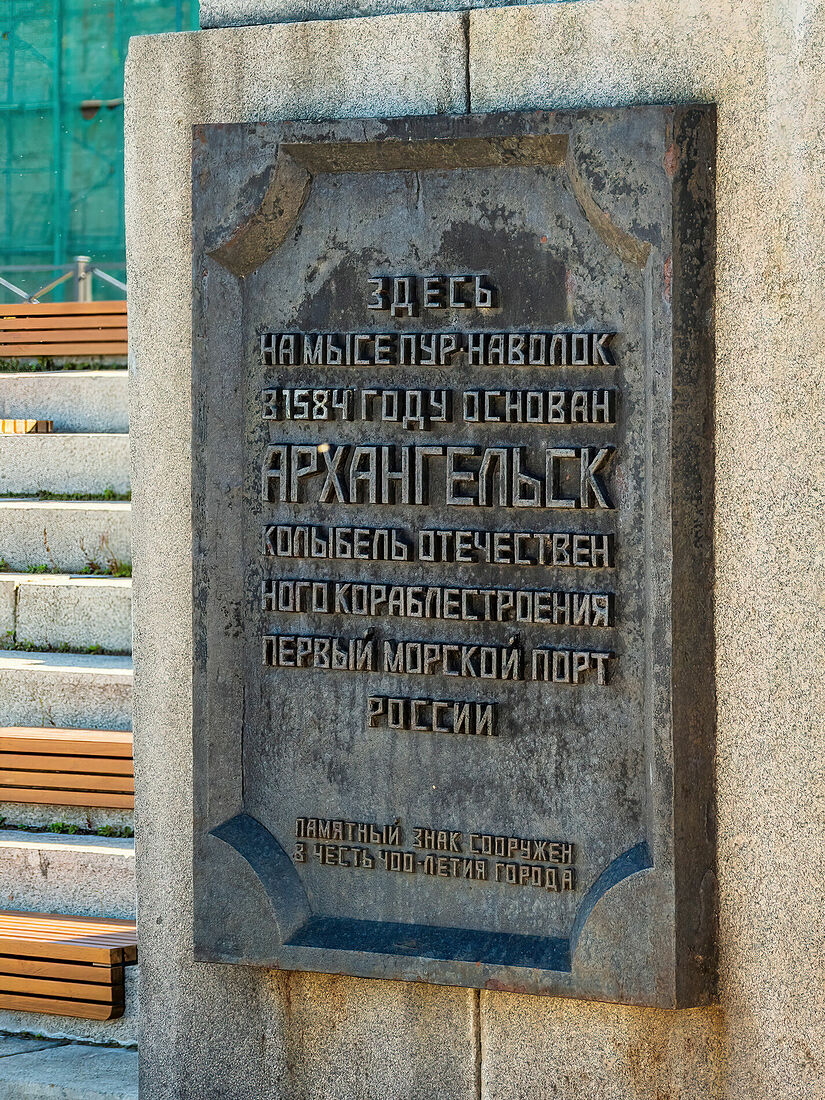 ЗДЕСЬ
НА МЫСЕ ПУР-НАВОЛОК
В 1584 ГОДУ ОСНОВАН
АРХАНГЕЛЬСК
КОЛЫБЕЛЬ ОТЕЧЕСТВЕН
НОГО КОРАБЛЕСТРОЕНИЯ
ПЕРВЫЙ МОРСКОЙ ПОРТ
РОССИИ
ПАМЯТНЫЙ ЗНАК СООРУЖЕН
В ЧЕСТЬ 400-ЛЕТИЯ ГОРОДА